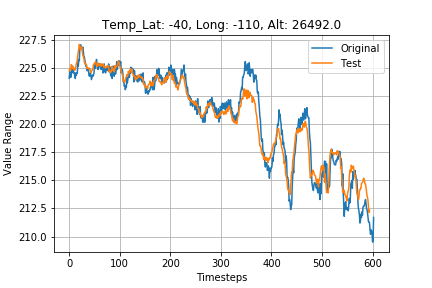 Temp_Lat: -40, Long: -110, Alt: 26492.0
Original
Test
Value Range
227.5
225.0
222.5
220.0
217.5
215.0
212.5
210.0
0 100 200 300 400 500 600
Timesteps